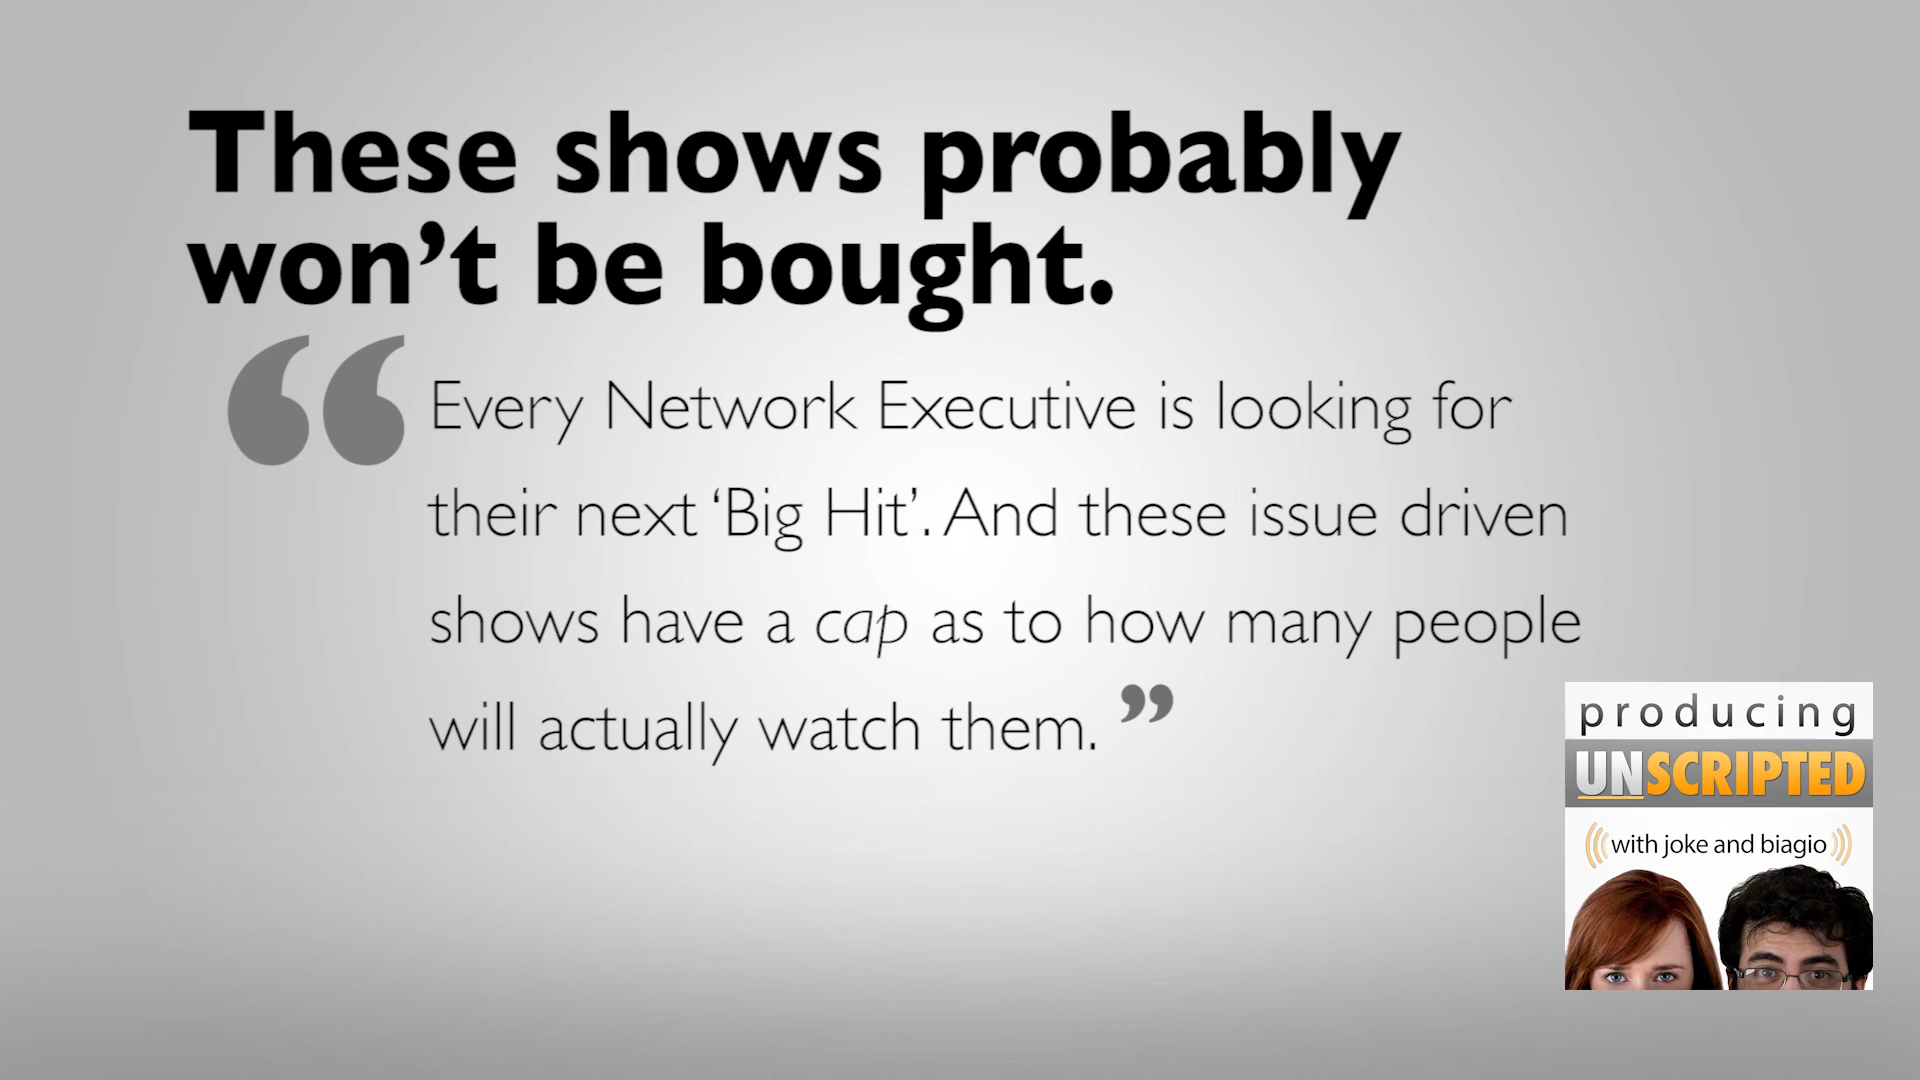 These shows probably
won’t be bought.
“Every Network Executive is looking for
their next ‘Big Hit’. And these issue driven
shows have a cap as to how many people
will actually watch them.”
producing
UNSCRIPTED
with joke and biagio